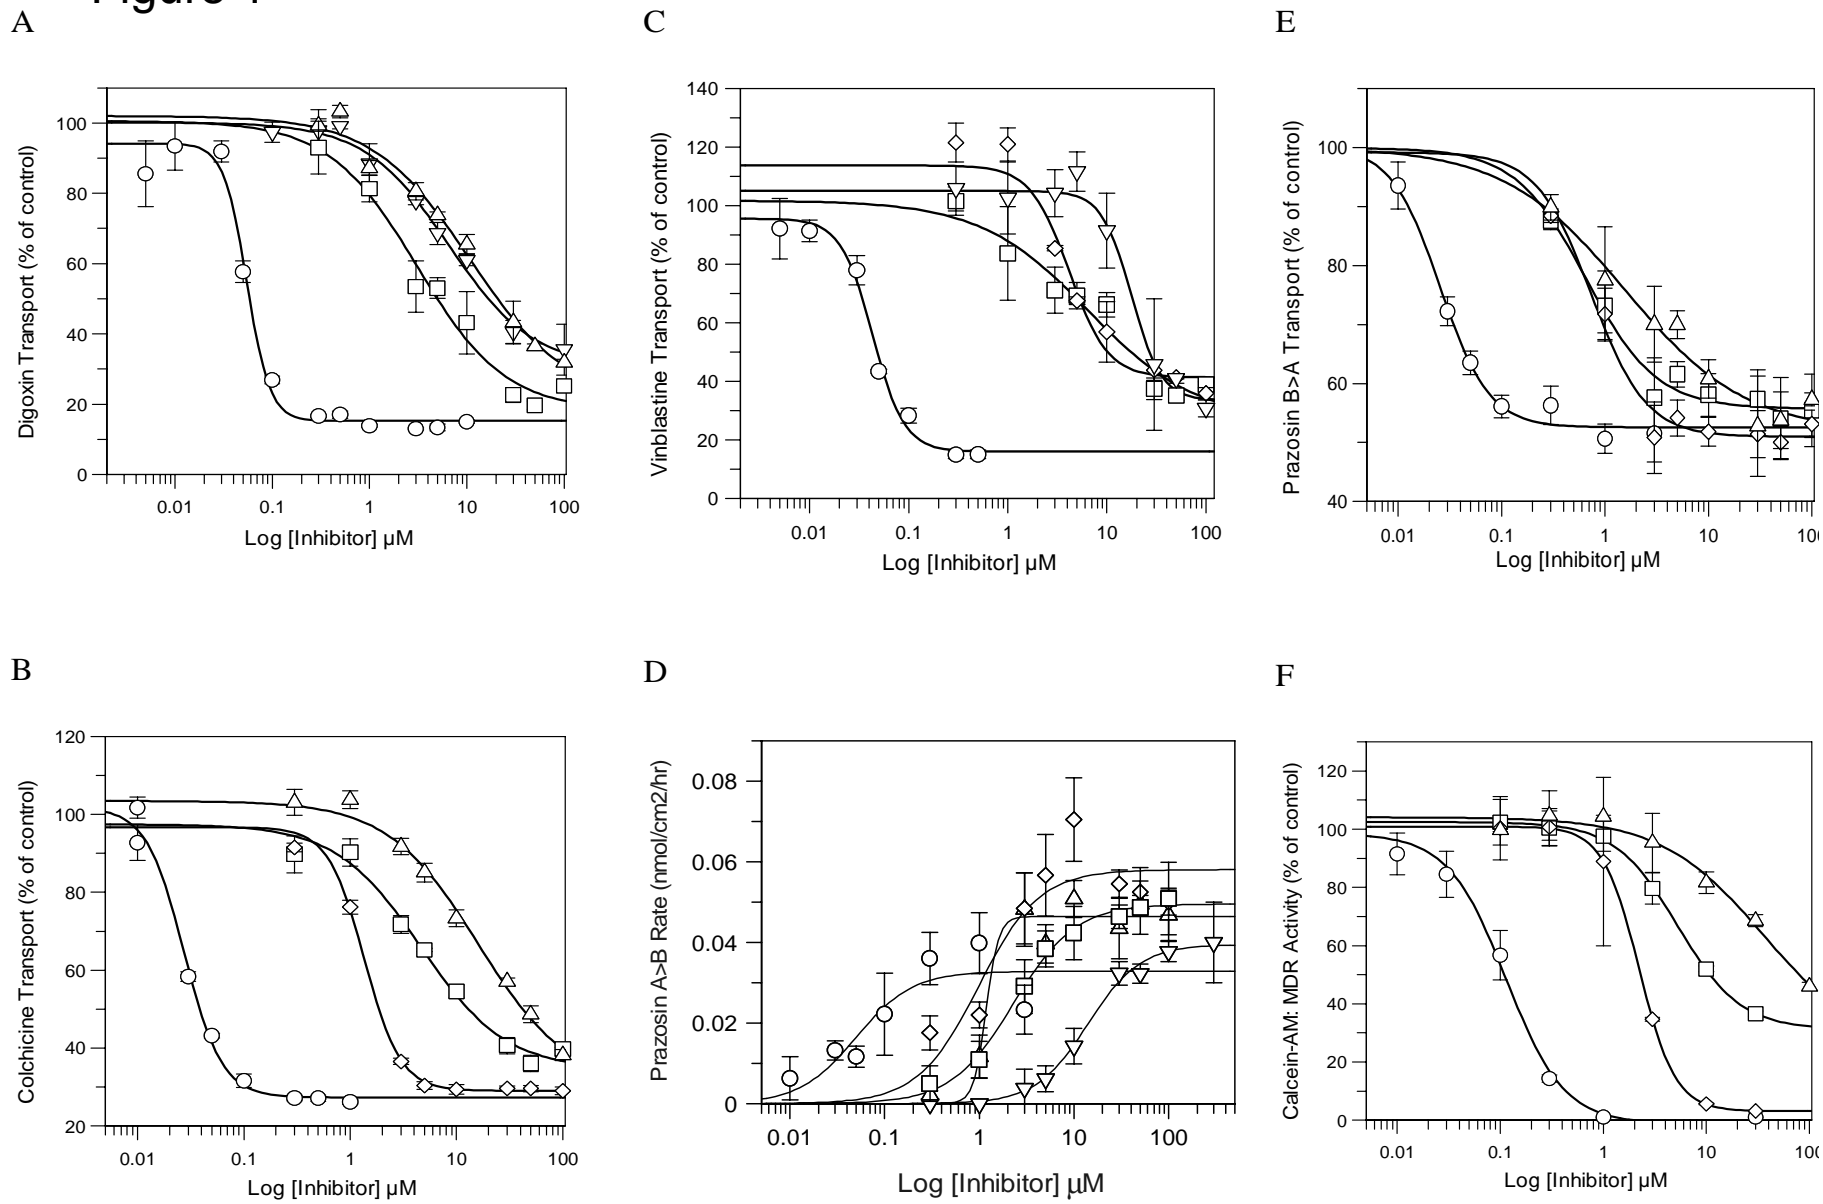 A
C
E
120
100
80
60
40
20
0
Digoxin Transport (% of control)
0.01 0.1 1 10 100
Log [Inhibitor] µM
140
120
100
80
60
40
20
0
Vinblastine Transport (% of control)
0.01 0.1 1 10 100
Log [Inhibitor] µM
100
80
60
40
Prazosin B>A Transport (% of control)
0.01 0.1 1 10
Log [Inhibitor] µM
B
D
F
120
100
80
60
40
20
Colchicine Transport (% of control)
0.01 0.1 1 10 100
Log [Inhibitor] µM
0.08
0.06
0.04
0.02
0
Prazosin A>B Rate (nmol/cm2/hr)
0.01 0.1 1 10 100
Log [Inhibitor] µM
120
100
80
60
40
20
0
Calcein-AM: MDR Activity (% of control)
0.01 0.1 1 10 100
Log [Inhibitor] µM